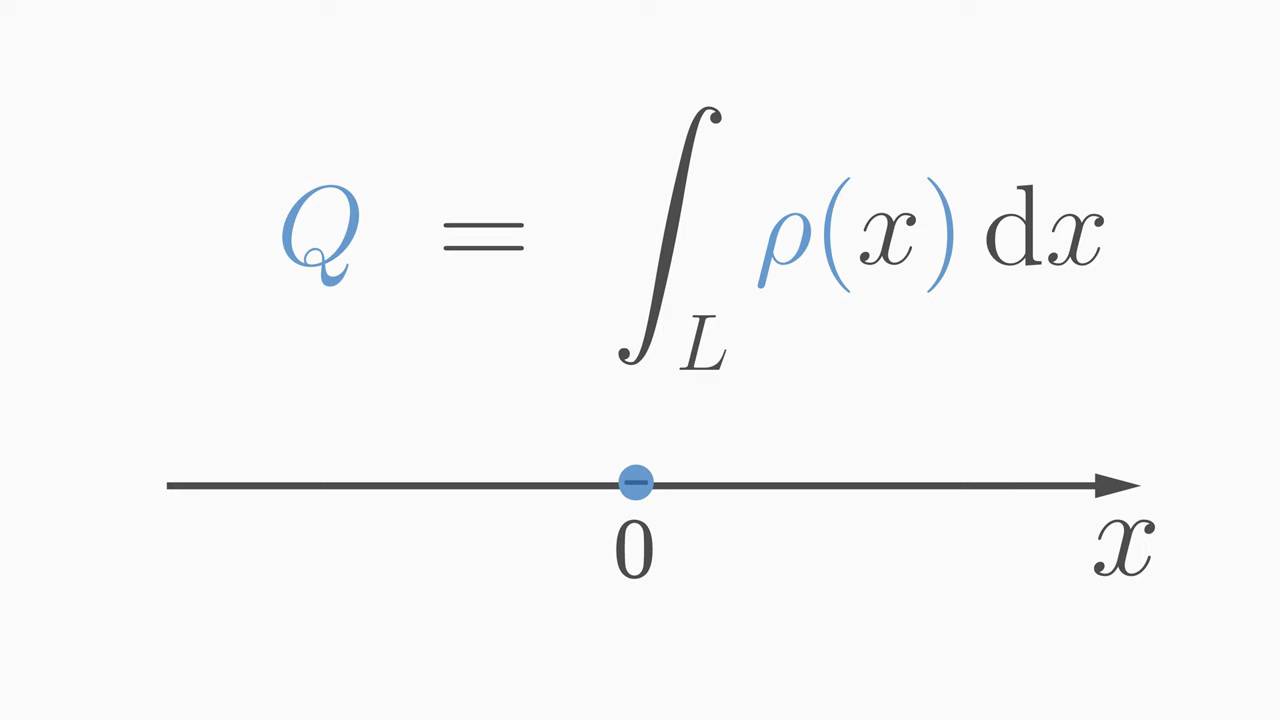 Q = ∫_L ρ(x) dx
−
0
x